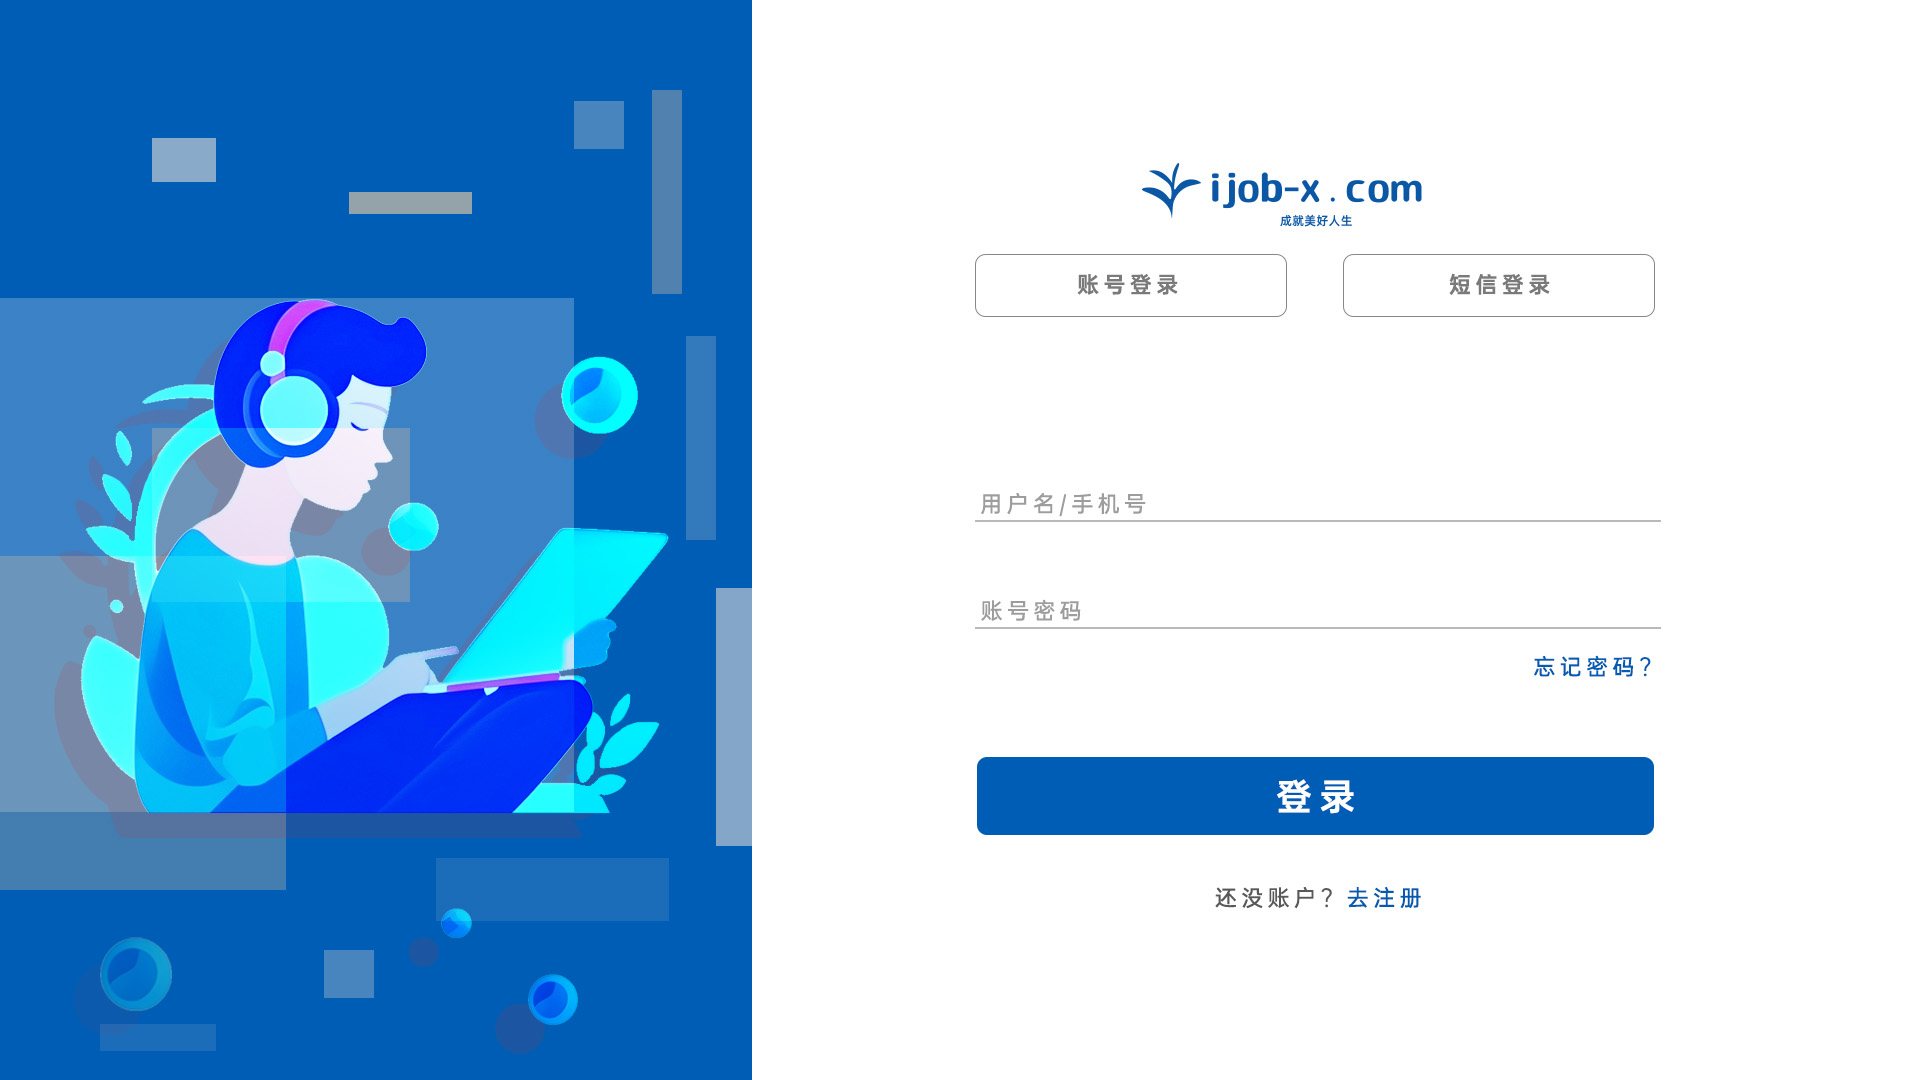 ijob-x.com
成就美好人生
账号登录
短信登录
用户名/手机号
账号密码
忘记密码？
登录
还没账户？去注册